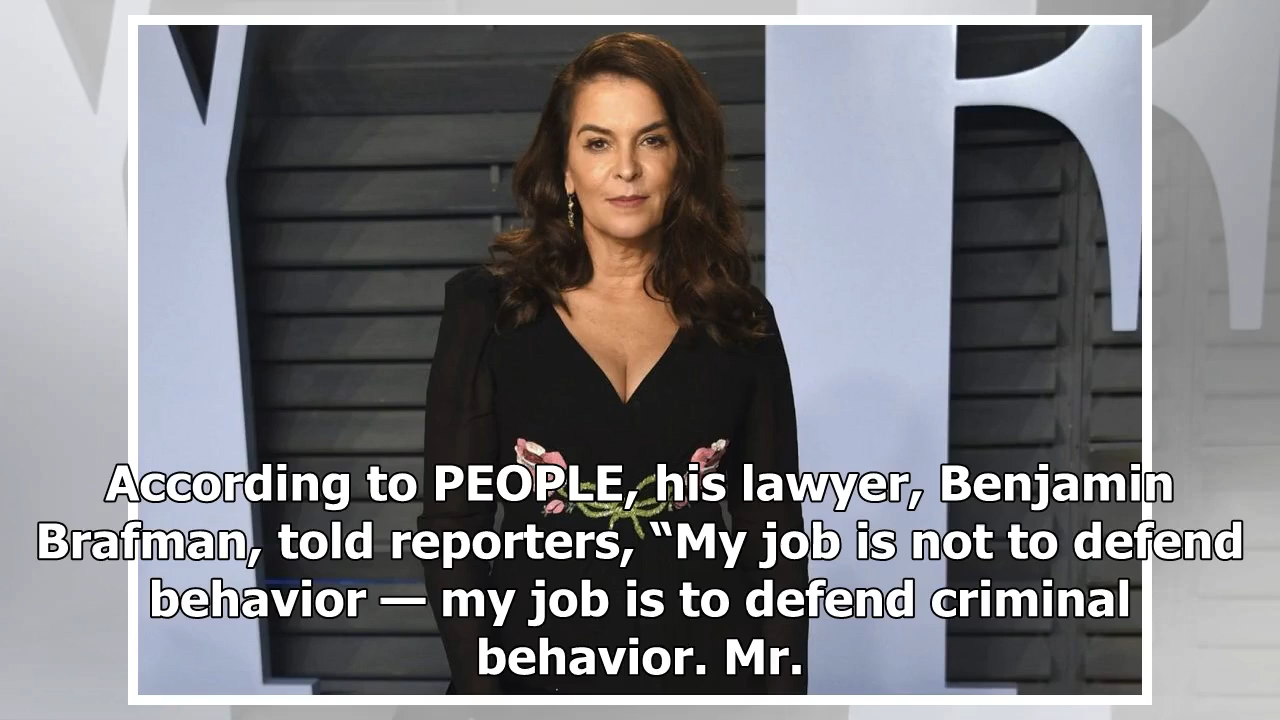 According to PEOPLE, his lawyer, Benjamin
Brafman, told reporters, “My job is not to defend
behavior — my job is to defend criminal
behavior. Mr.